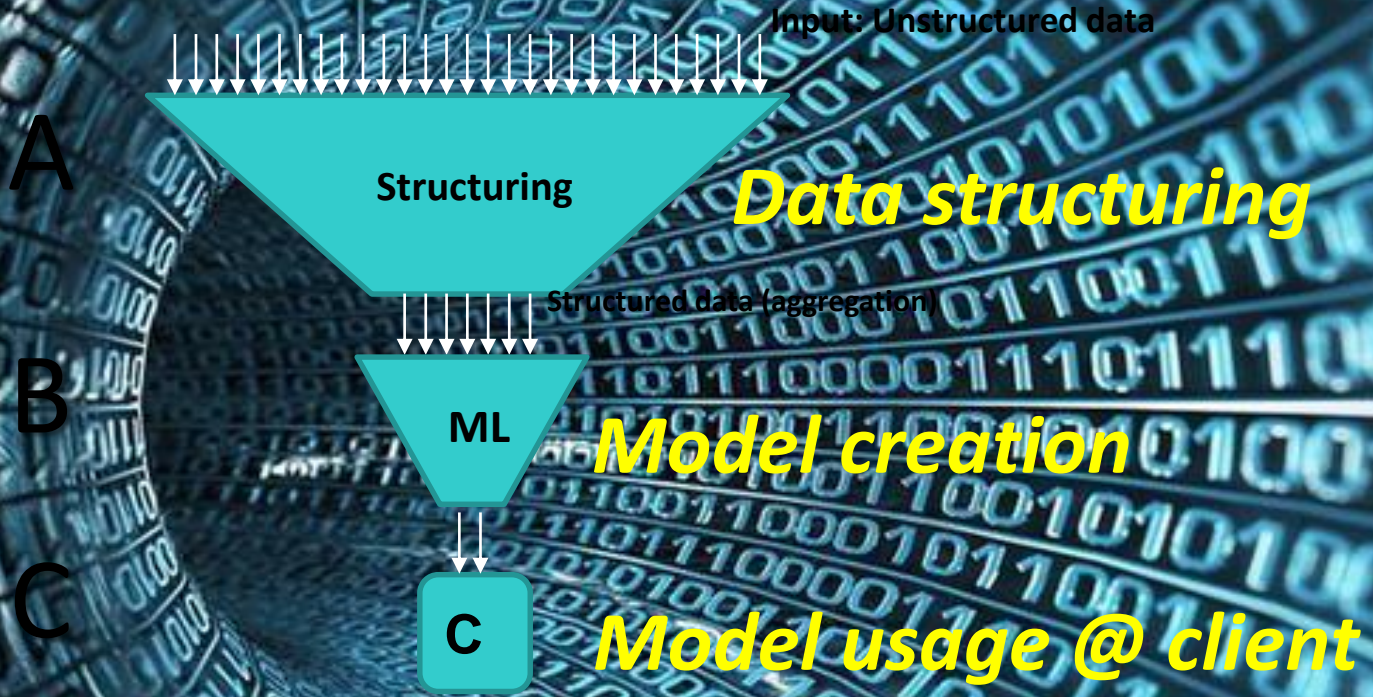 Input: Unstructured data
A
Structuring
Data structuring
Structured data (aggregation)
B
ML
Model creation
C
C
Model usage @ client